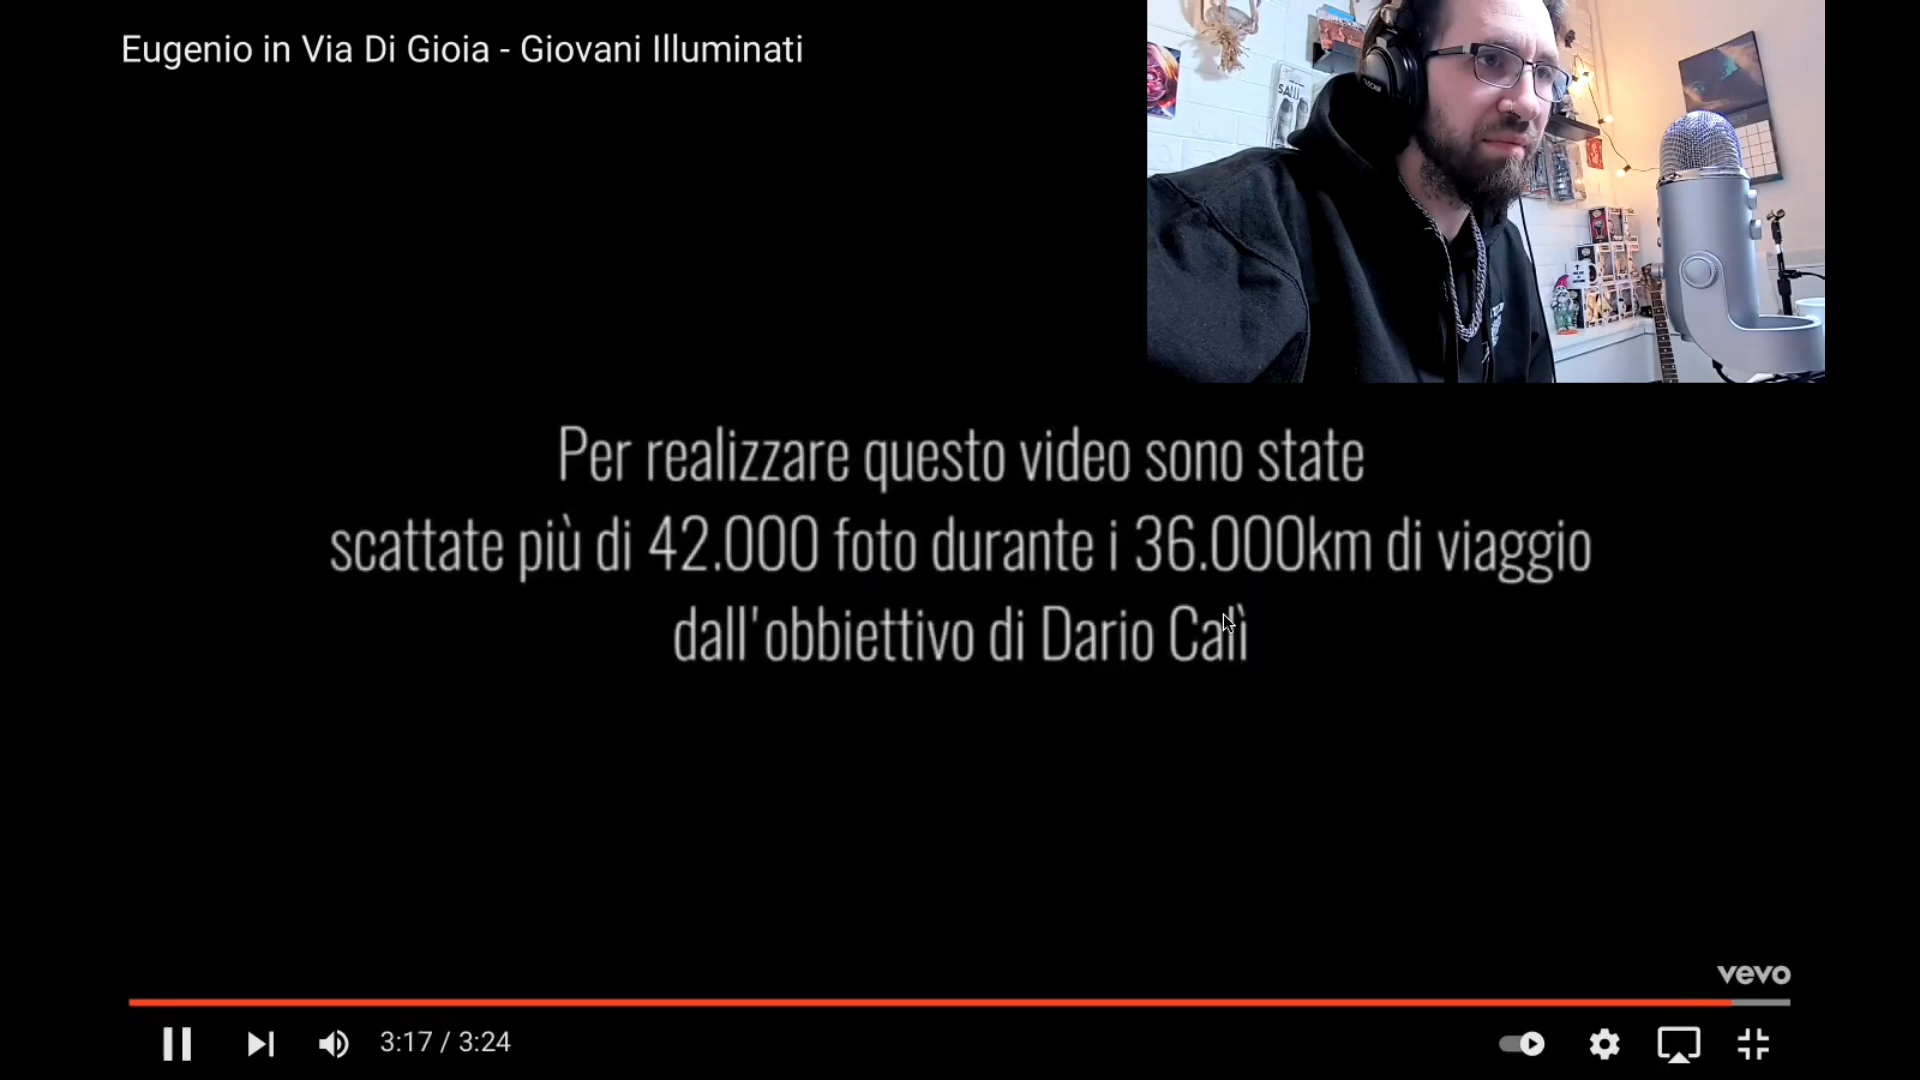 Eugenio in Via Di Gioia - Giovani Illuminati
SAW
Per realizzare questo video sono state
scattate più di 42.000 foto durante i 36.000km di viaggio
dall'obbiettivo di Dario Calì
vevo
3:17 / 3:24